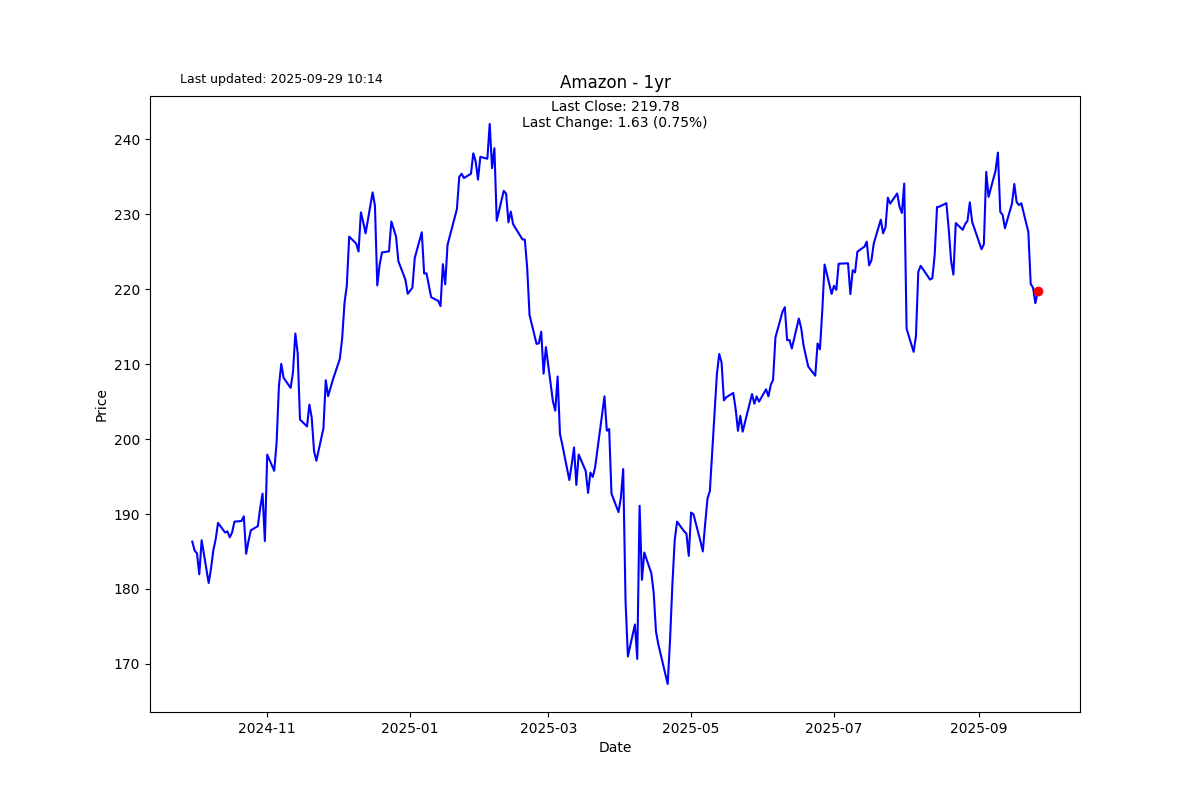 Last updated: 2025-09-29 10:14
Amazon - 1yr
Last Close: 219.78
Last Change: 1.63 (0.75%)
Price
240
230
220
210
200
190
180
170
2024-11
2025-01
2025-03
2025-05
2025-07
2025-09
Date